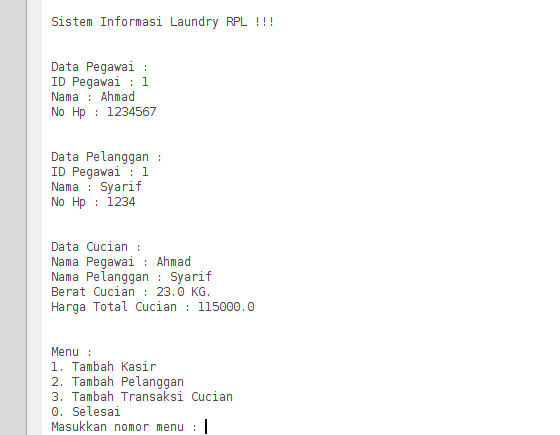 Sistem Informasi Laundry RPL !!!
Data Pegawai :
ID Pegawai : 1
Nama : Ahmad
No Hp : 1234567
Data Pelanggan :
ID Pegawai : 1
Nama : Syarif
No Hp : 1234
Data Cucian :
Nama Pegawai : Ahmad
Nama Pelanggan : Syarif
Berat Cucian : 23.0 KG.
Harga Total Cucian : 115000.0
Menu :
1. Tambah Kasir
2. Tambah Pelanggan
3. Tambah Transaksi Cucian
0. Selesai
Masukkan nomor menu :